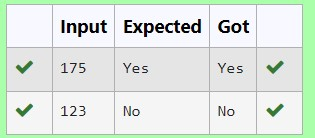 Input Expected Got
175 Yes Yes
123 No No